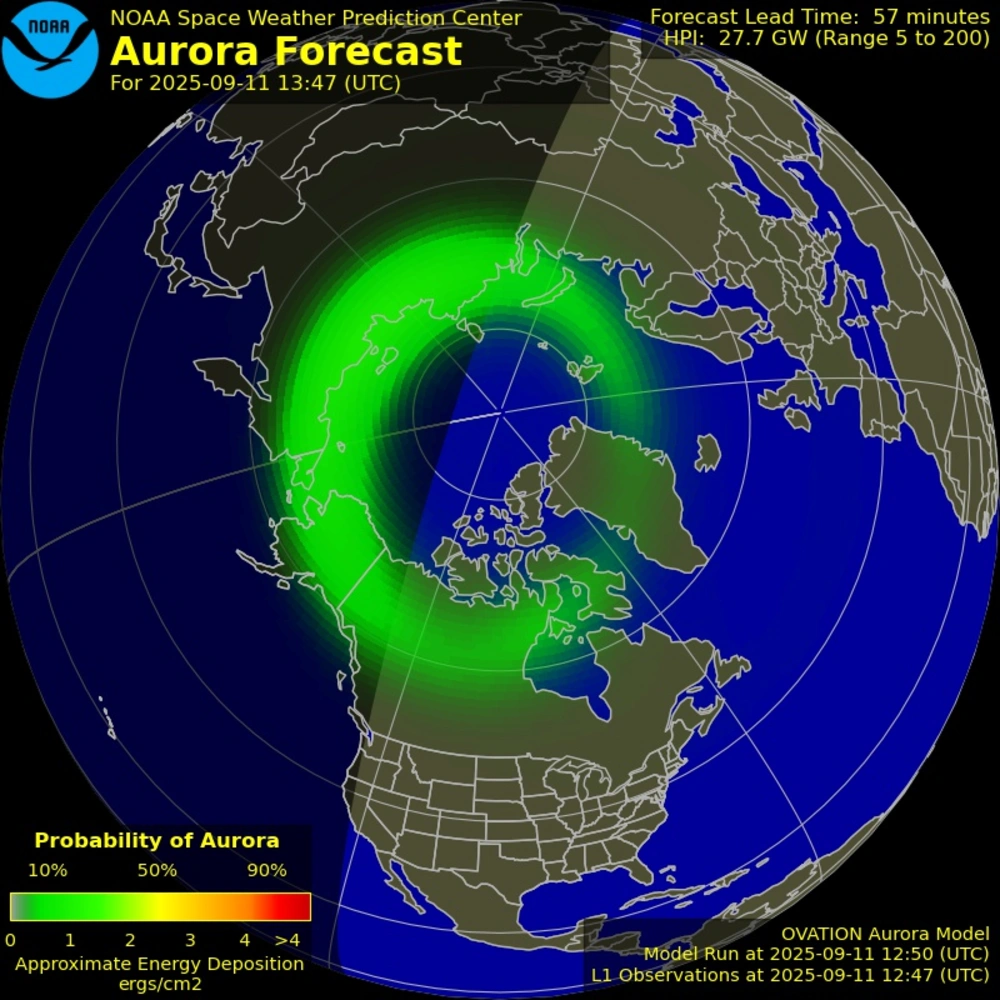 NOAA
NOAA Space Weather Prediction Center
Aurora Forecast
For 2025-09-11 13:47 (UTC)
Forecast Lead Time: 57 minutes
HPI: 27.7 GW (Range 5 to 200)
Probability of Aurora
10% 50% 90%
0 1 2 3 4 >4
Approximate Energy Deposition
ergs/cm2
OVATION Aurora Model
Model Run at 2025-09-11 12:50 (UTC)
L1 Observations at 2025-09-11 12:47 (UTC)